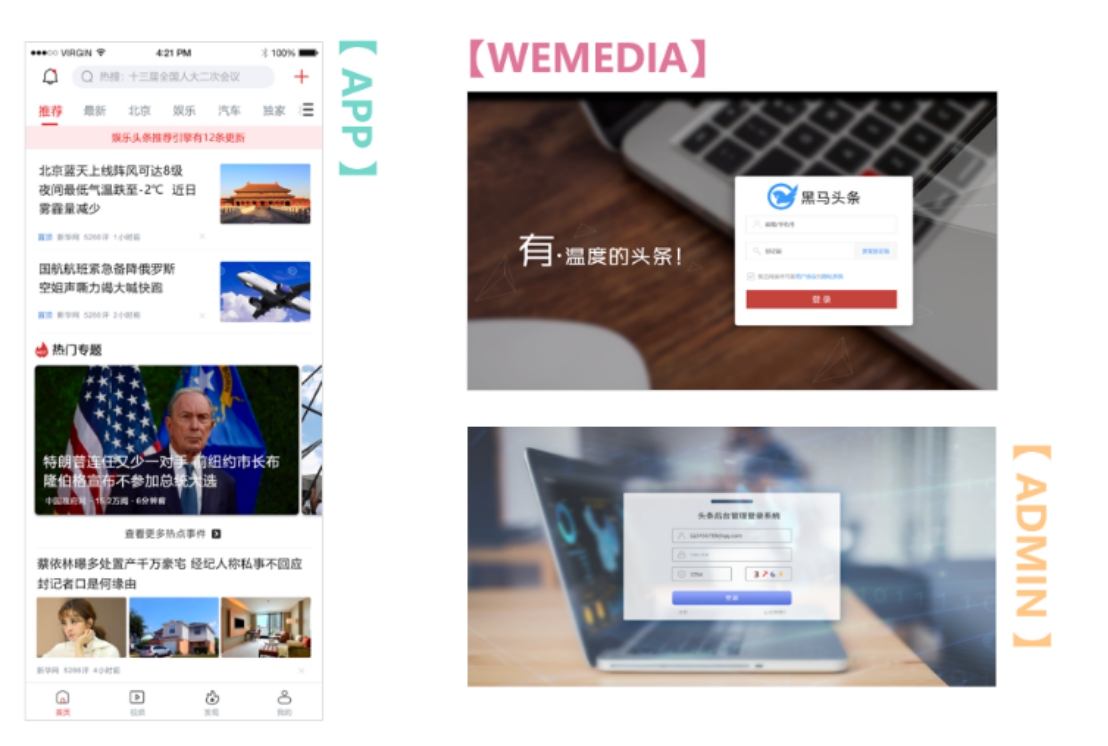 VIRGIN 4:21 PM 100%
热搜：十三届全国人大二次会议
推荐 最新 北京 娱乐 汽车 独家
娱乐头条推荐引擎有12条更新
北京蓝天上线阵风可达8级
夜间最低气温跌至-2℃ 近日
雾霾量减少
置顶 新华网 5266评 1小时前
国航航班紧急备降俄罗斯
空姐声嘶力竭大喊快跑
置顶 新华网 5266评 2小时前
热门专题
特朗普连任又少一对手 前纽约市长布
隆伯格宣布不参加总统大选
中国政府网 - 15.2万阅 - 6分钟前
查看更多热点事件
蔡依林曝多处置产千万豪宅 经纪人称私事不回应
封记者口是何缘由
新华网 5266评 4小时前
首页 视频 发现 我的
【APP】
【WEMEDIA】
有·温度的头条！
黑马头条
登录
【ADMIN】
头条后台管理登录系统
登录